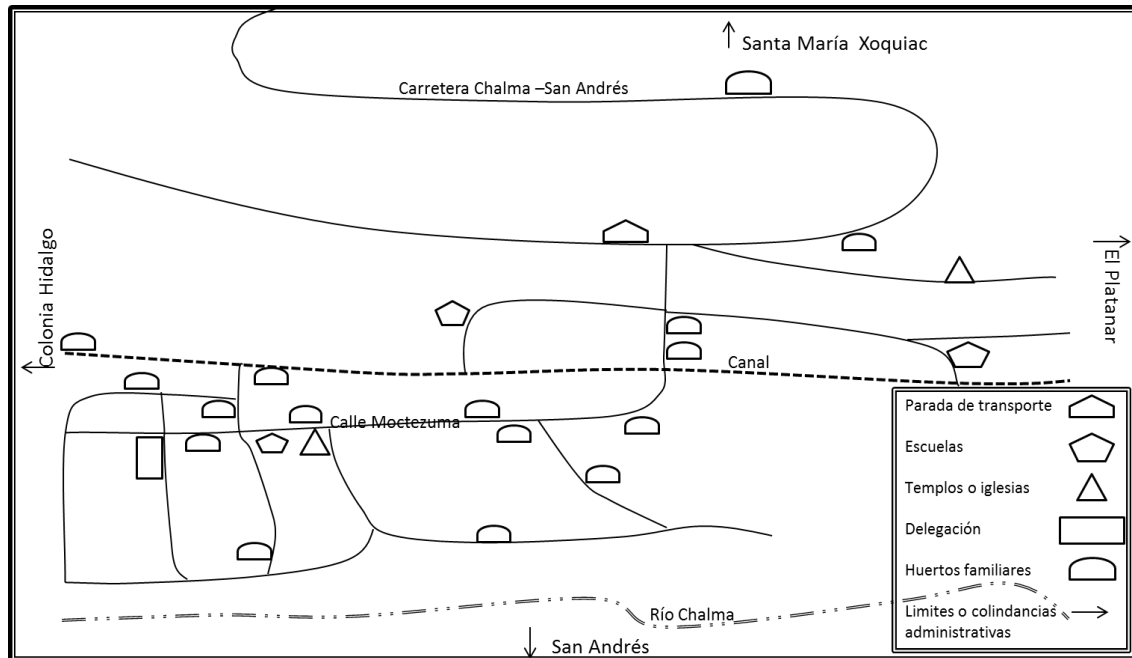 Santa María Xoquiac
Carretera Chalma –San Andrés
Colonia Hidalgo
El Platanar
Canal
Calle Moctezuma
Parada de transporte
Escuelas
Templos o iglesias
Delegación
Huertos familiares
Limites o colindancias
administrativas
Río Chalma
San Andrés